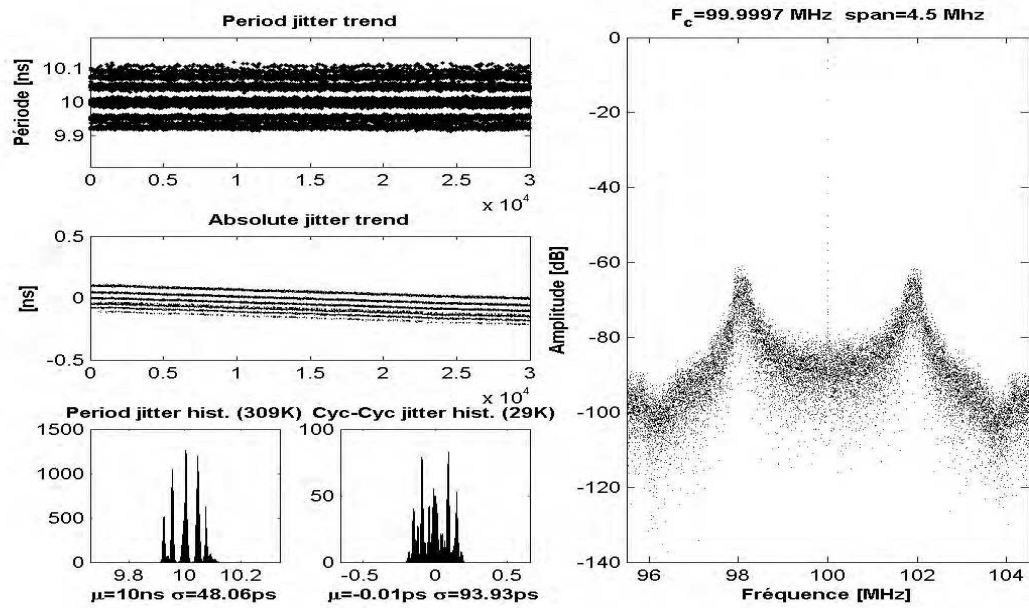 Period jitter trend
Période [ns]
10.1
10
9.9
0 0.5 1 1.5 2 2.5 3
x 10^4
Absolute jitter trend
[ns]
0.5
0
-0.5
0 0.5 1 1.5 2 2.5 3
x 10^4
Period jitter hist. (309K)
1500
1000
500
0
9.8 10 10.2
µ=10ns σ=48.06ps
Cyc-Cyc jitter hist. (29K)
100
50
0
-0.5 0 0.5
µ=-0.01ps σ=93.93ps
F_c=99.9997 MHz span=4.5 Mhz
Amplitude [dB]
0
-20
-40
-60
-80
-100
-120
-140
96 98 100 102 104
Fréquence [MHz]